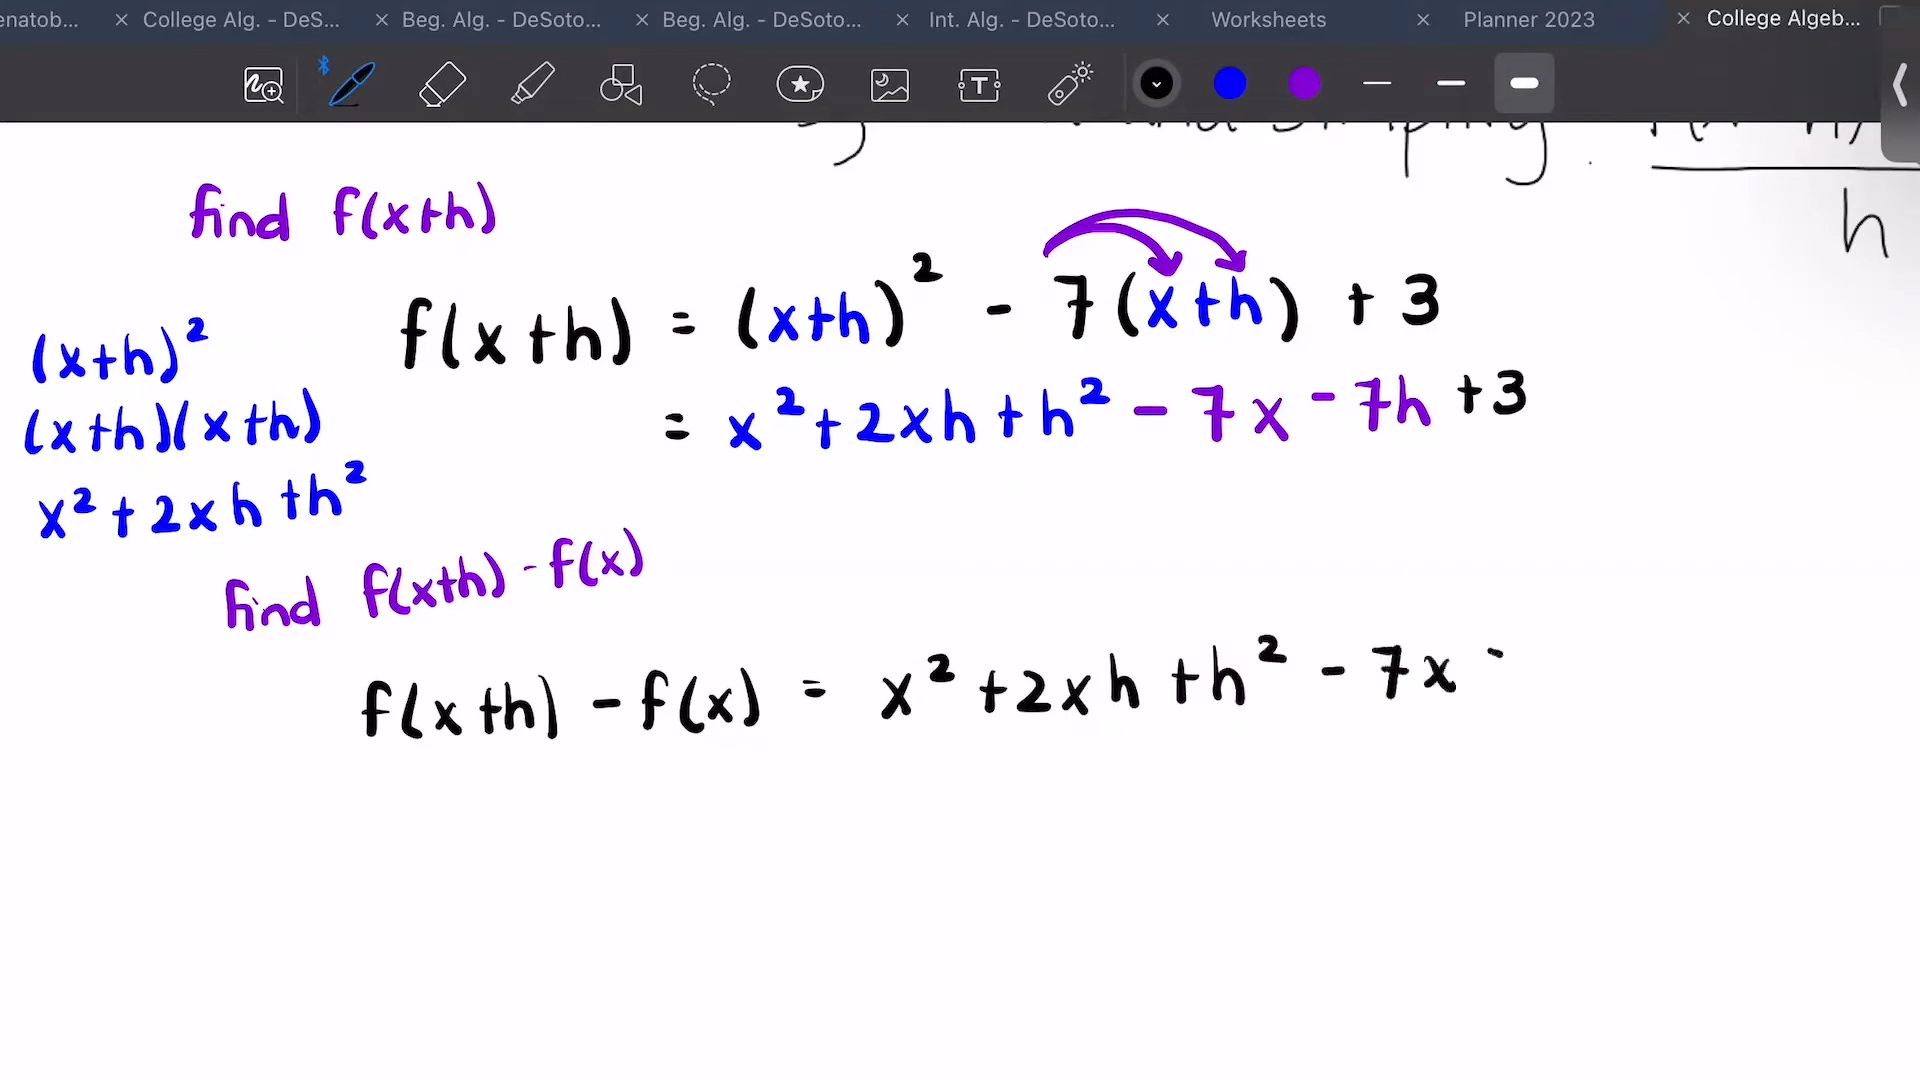 enatob... × College Alg. - DeS... × Beg. Alg. - DeSoto... × Beg. Alg. - DeSoto... × Int. Alg. - DeSoto... × Worksheets × Planner 2023 × College Algeb...
h
find f(x+h)
f(x+h) = (x+h)² - 7(x+h) + 3
= x² + 2xh + h² - 7x - 7h + 3
(x+h)²
(x+h)(x+h)
x² + 2xh + h²
find f(x+h) - f(x)
f(x+h) - f(x) = x² + 2xh + h² - 7x -